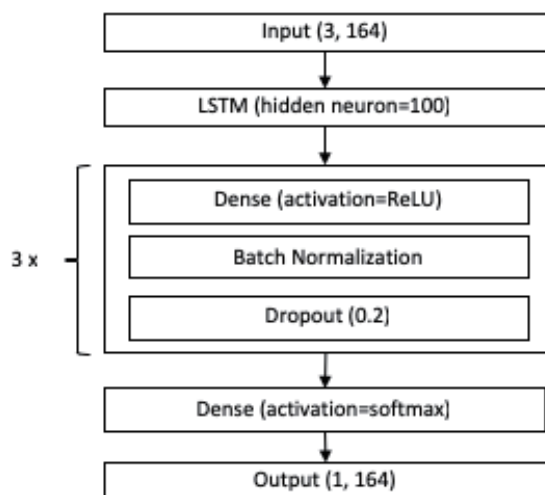 Input (3, 164)
LSTM (hidden neuron=100)
3 x
Dense (activation=ReLU)
Batch Normalization
Dropout (0.2)
Dense (activation=softmax)
Output (1, 164)